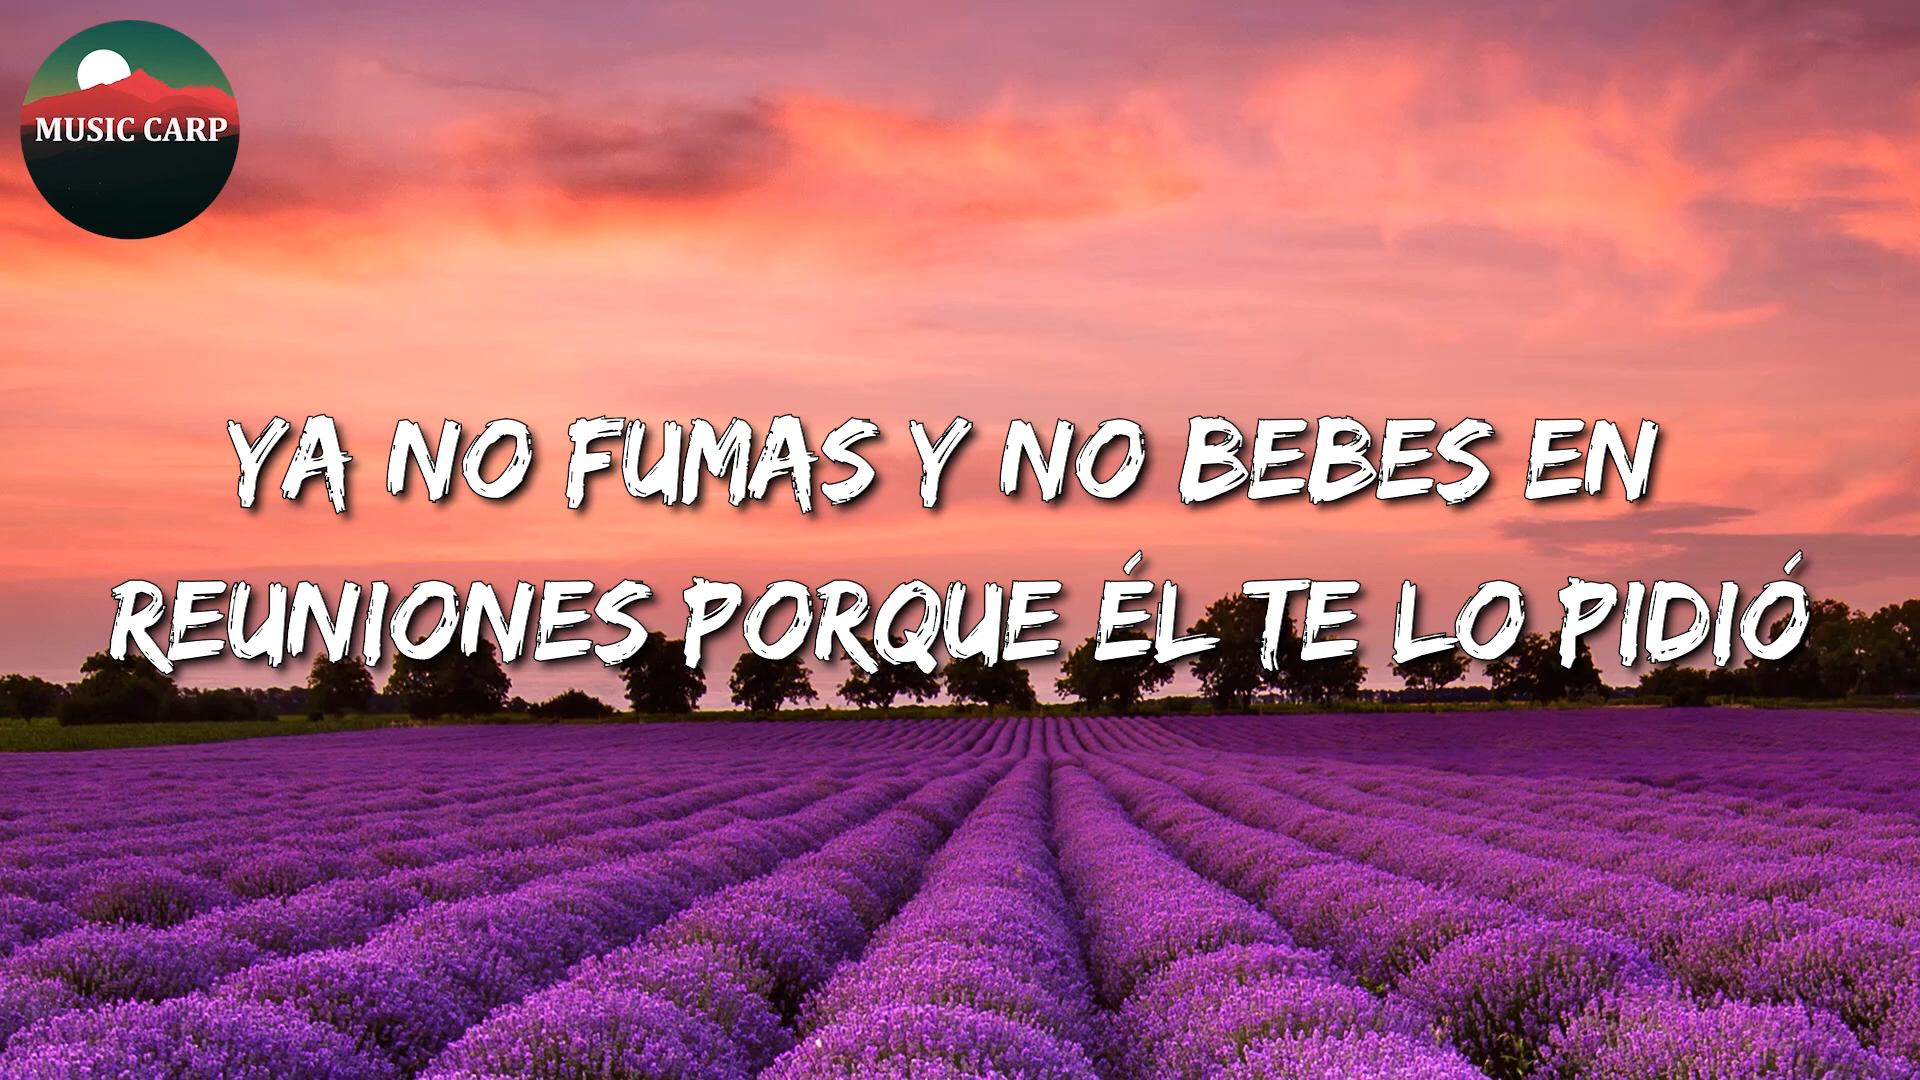 MUSIC CARP
YA NO FUMAS Y NO BEBES EN
REUNIONES PORQUE ÉL TE LO PIDIÓ